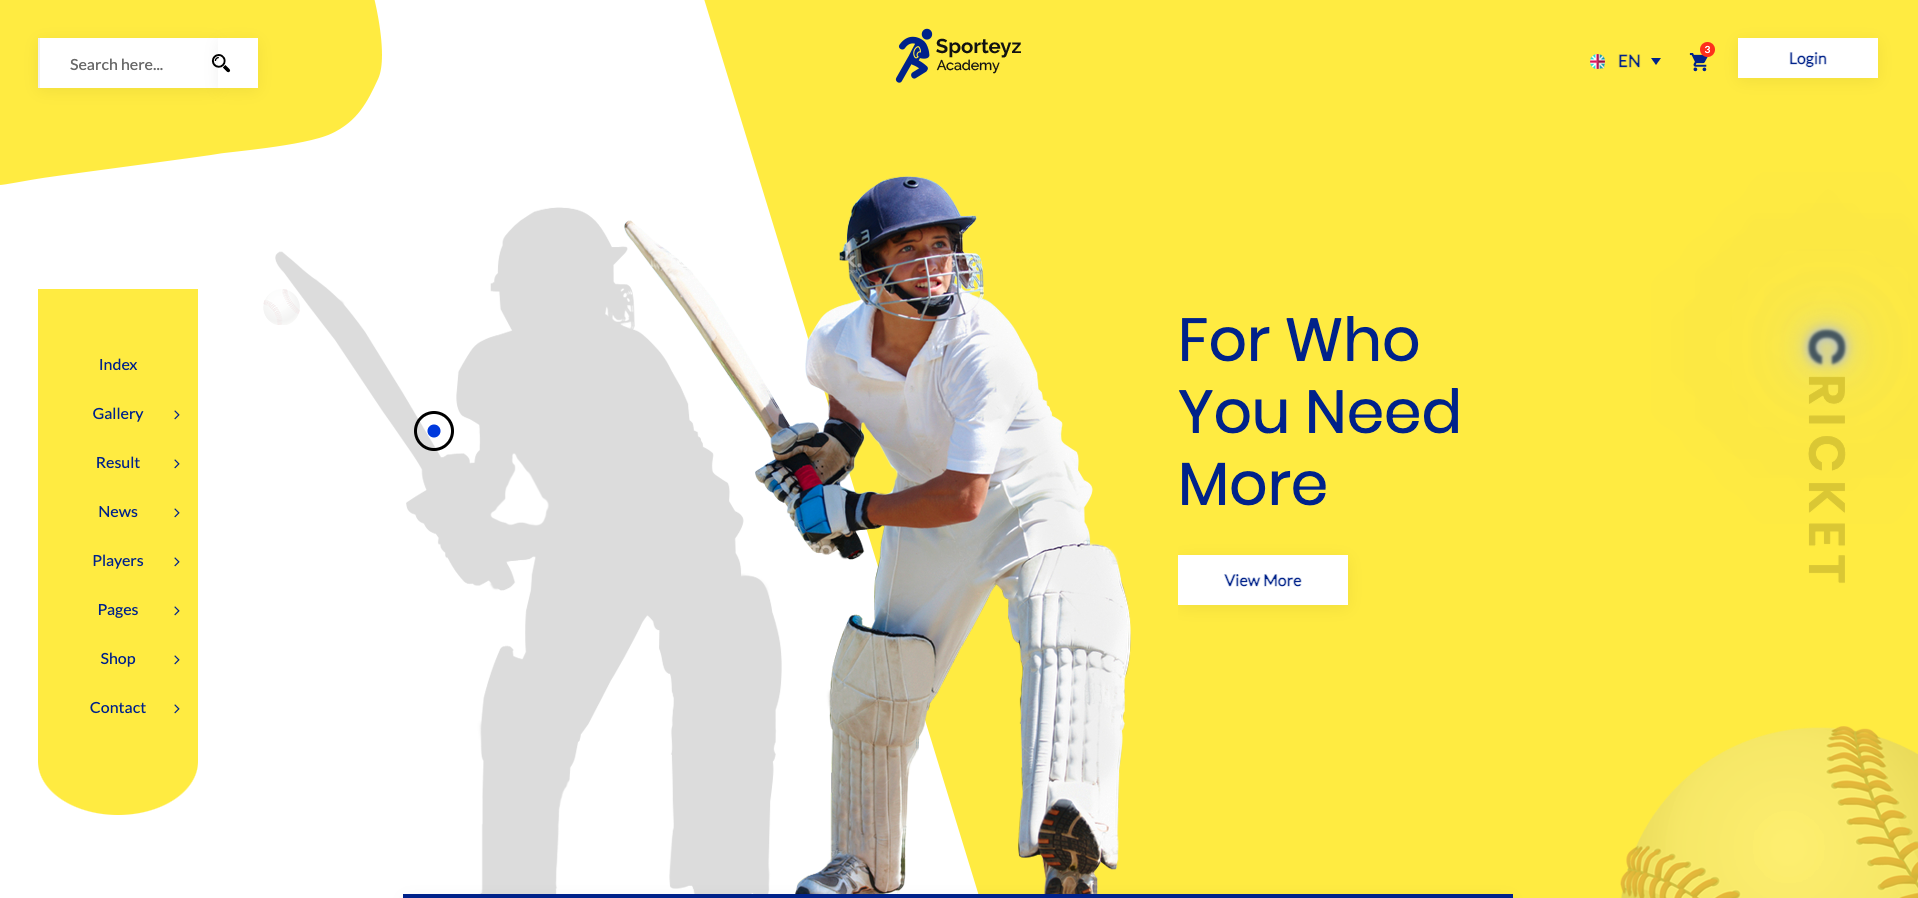 Search here...
Sporteyz
Academy
EN
3
Login
Index
Gallery
Result
News
Players
Pages
Shop
Contact
For Who
You Need
More
View More
CRICKET